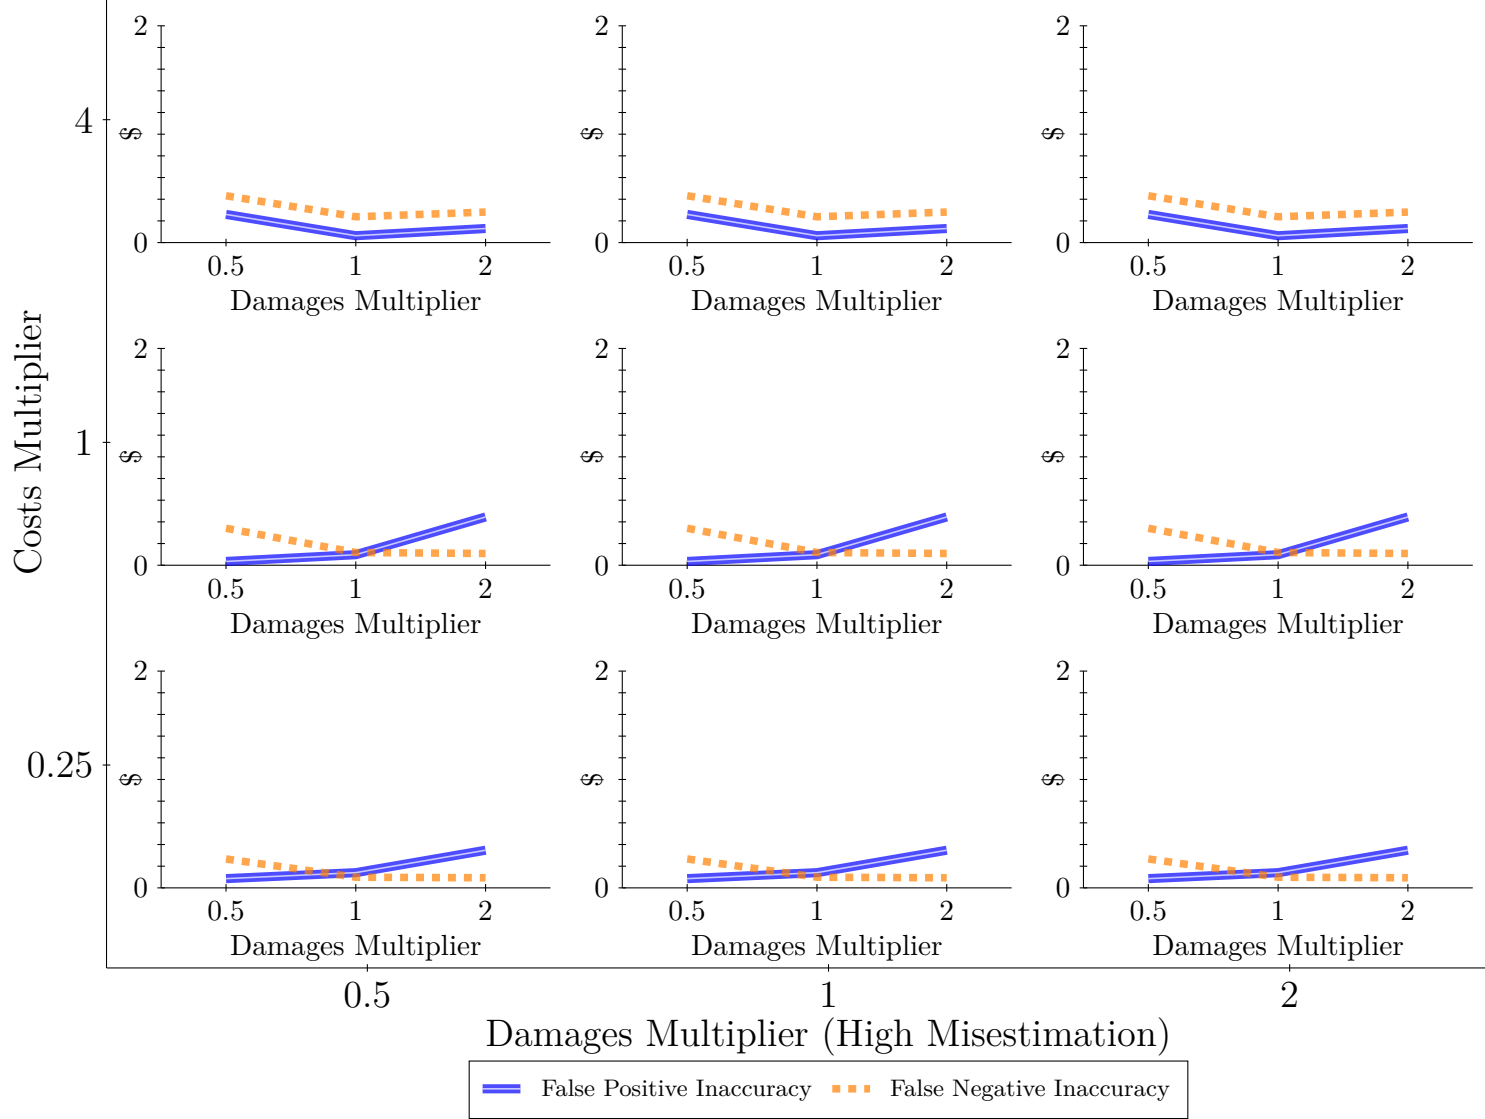 2 2 2
4 $ $ $
0 0 0
0.5 1 2 0.5 1 2 0.5 1 2
Damages Multiplier Damages Multiplier Damages Multiplier
Costs Multiplier
2 2 2
1 $ $ $
0 0 0
0.5 1 2 0.5 1 2 0.5 1 2
Damages Multiplier Damages Multiplier Damages Multiplier
2 2 2
0.25 $ $ $
0 0 0
0.5 1 2 0.5 1 2 0.5 1 2
Damages Multiplier Damages Multiplier Damages Multiplier
0.5 1 2
Damages Multiplier (High Misestimation)
False Positive Inaccuracy False Negative Inaccuracy